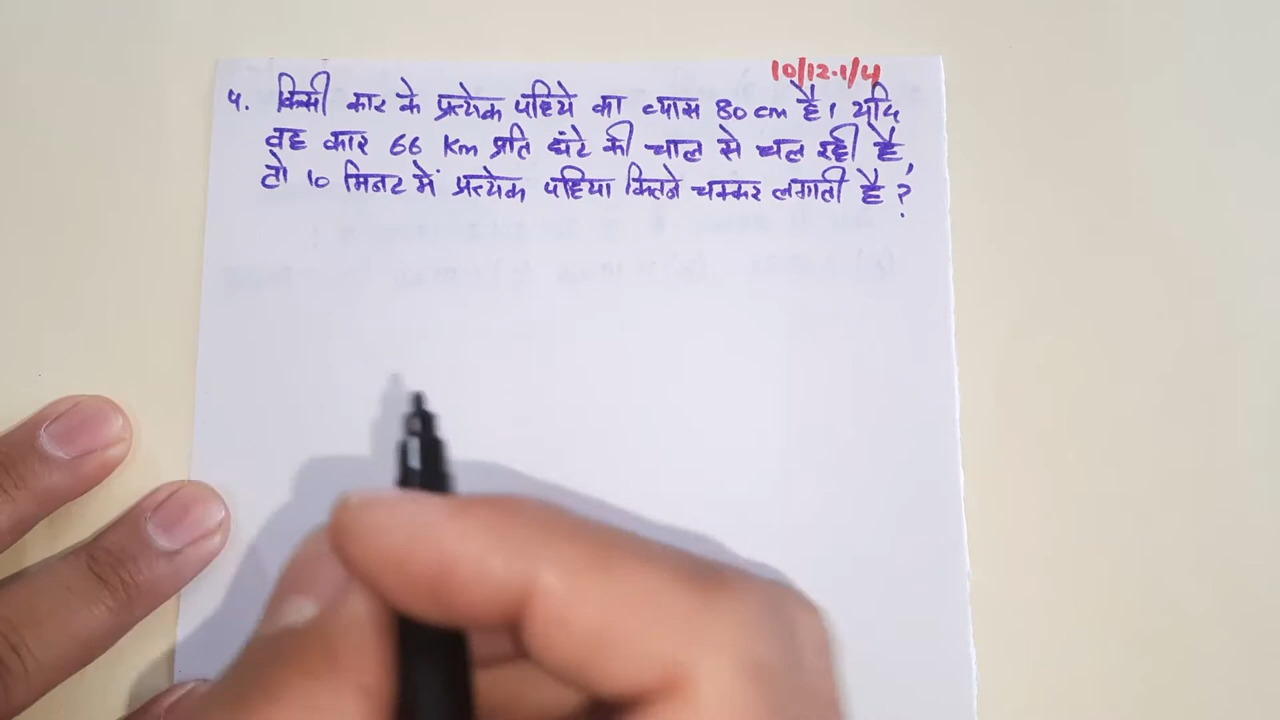 10/12.1/4
४. किसी कार के प्रत्येक पहिये का व्यास 80 cm है। यदि
वह कार 66 Km प्रति घंटे की चाल से चल रही है,
तो 10 मिनट में प्रत्येक पहिया कितने चक्कर लगाती है ?